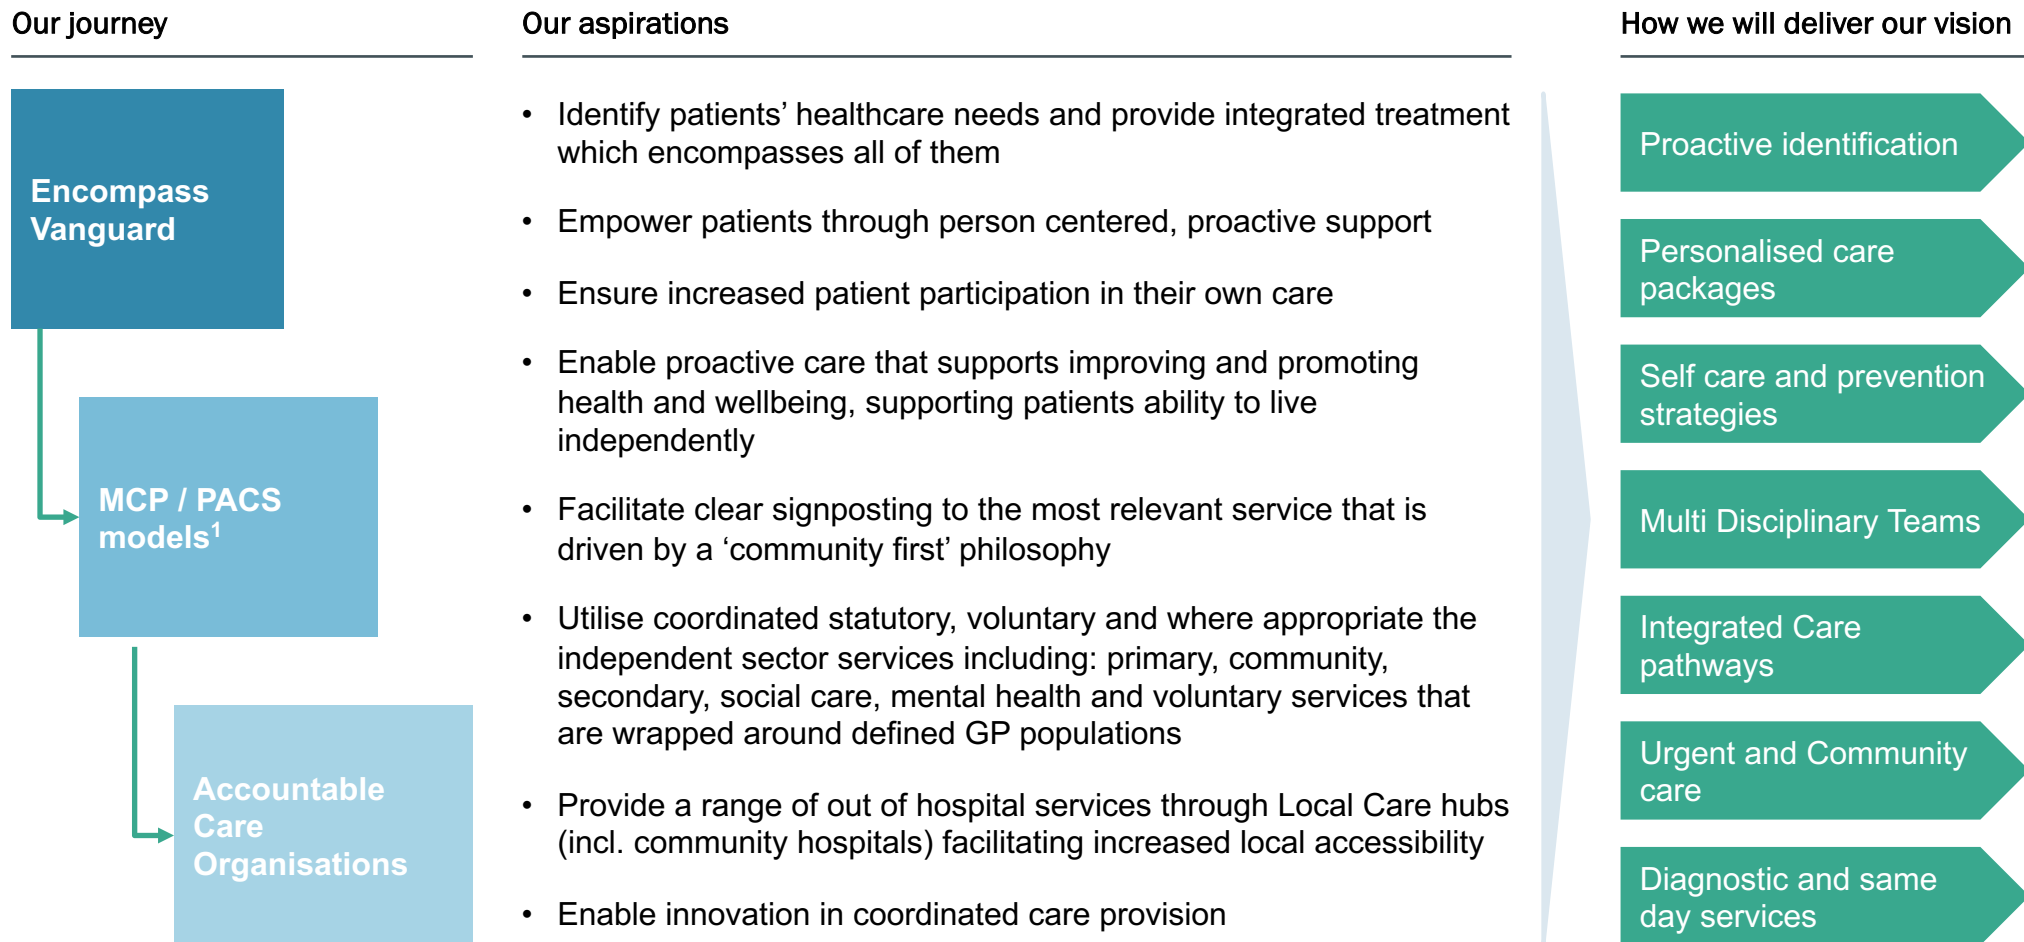 Our journey
Encompass
Vanguard
MCP / PACS
models1
Accountable
Care
Organisations
Our aspirations
• Identify patients’ healthcare needs and provide integrated treatment
which encompasses all of them
• Empower patients through person centered, proactive support
• Ensure increased patient participation in their own care
• Enable proactive care that supports improving and promoting
health and wellbeing, supporting patients ability to live
independently
• Facilitate clear signposting to the most relevant service that is
driven by a ‘community first’ philosophy
• Utilise coordinated statutory, voluntary and where appropriate the
independent sector services including: primary, community,
secondary, social care, mental health and voluntary services that
are wrapped around defined GP populations
• Provide a range of out of hospital services through Local Care hubs
(incl. community hospitals) facilitating increased local accessibility
• Enable innovation in coordinated care provision
How we will deliver our vision
Proactive identification
Personalised care
packages
Self care and prevention
strategies
Multi Disciplinary Teams
Integrated Care
pathways
Urgent and Community
care
Diagnostic and same
day services